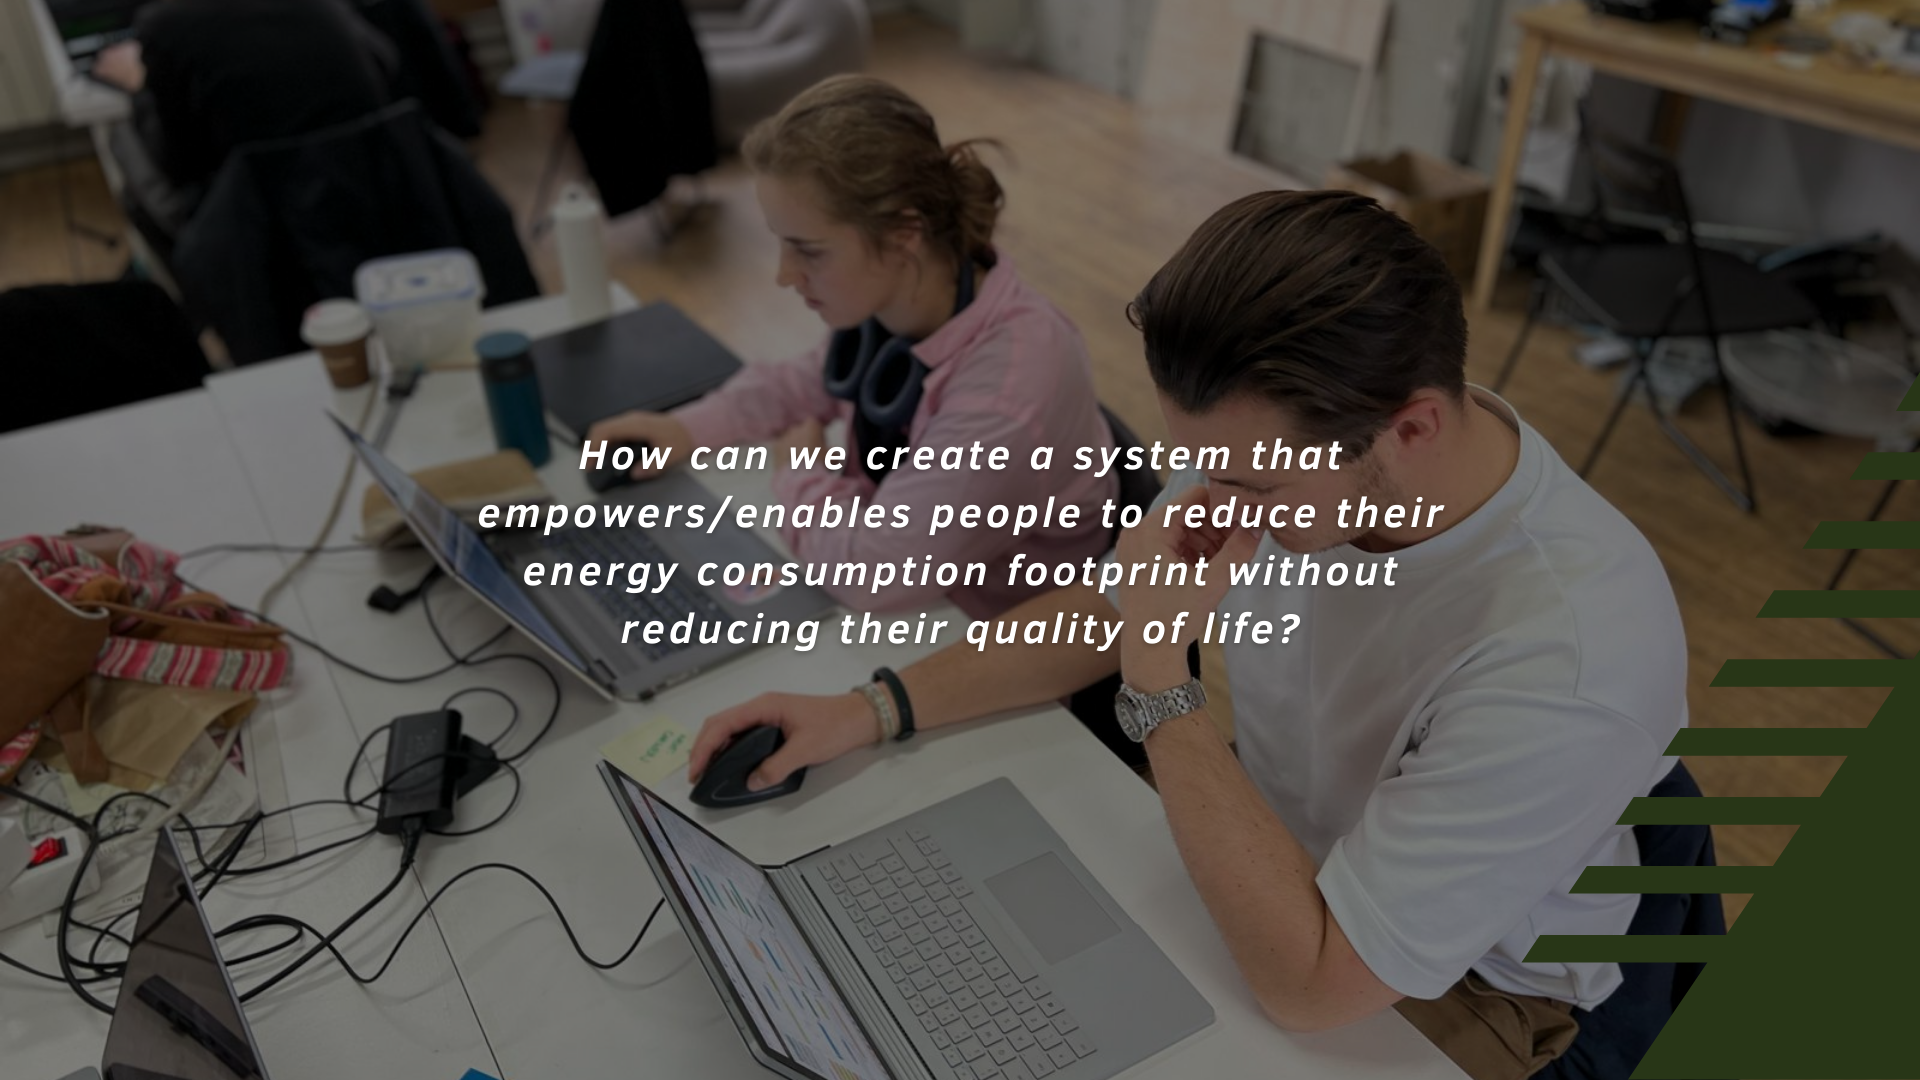 How can we create a system that
empowers/enables people to reduce their
energy consumption footprint without
reducing their quality of life?